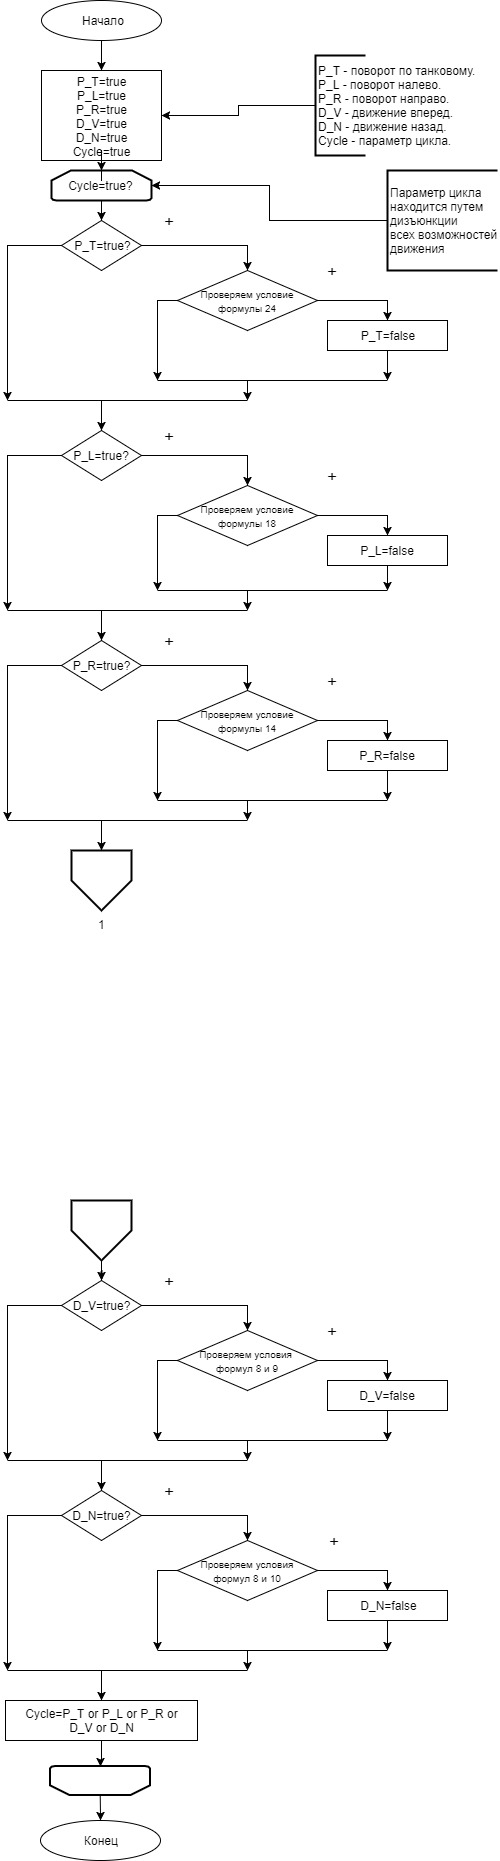 Начало
P_T=true
P_L=true
P_R=true
D_V=true
D_N=true
Cycle=true
P_T - поворот по танковому.
P_L - поворот налево.
P_R - поворот направо.
D_V - движение вперед.
D_N - движение назад.
Cycle - параметр цикла.
Cycle=true?
Параметр цикла
находится путем
дизъюнкции
всех возможностей
движения
+
P_T=true?
+
Проверяем условие
формулы 24
P_T=false
+
P_L=true?
+
Проверяем условие
формулы 18
P_L=false
+
P_R=true?
+
Проверяем условие
формулы 14
P_R=false
1
+
D_V=true?
+
Проверяем условия
формул 8 и 9
D_V=false
+
D_N=true?
+
Проверяем условия
формул 8 и 10
D_N=false
Cycle=P_T or P_L or P_R or
D_V or D_N
Конец